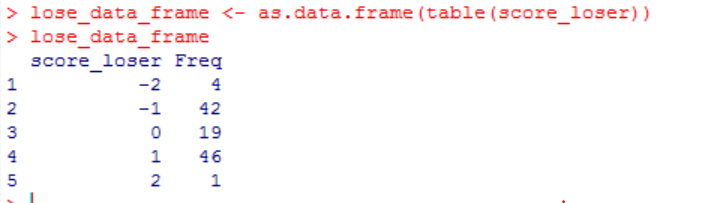 > lose_data_frame <- as.data.frame(table(score_loser))
> lose_data_frame
  score_loser Freq
1          -2    4
2          -1   42
3           0   19
4           1   46
5           2    1
>